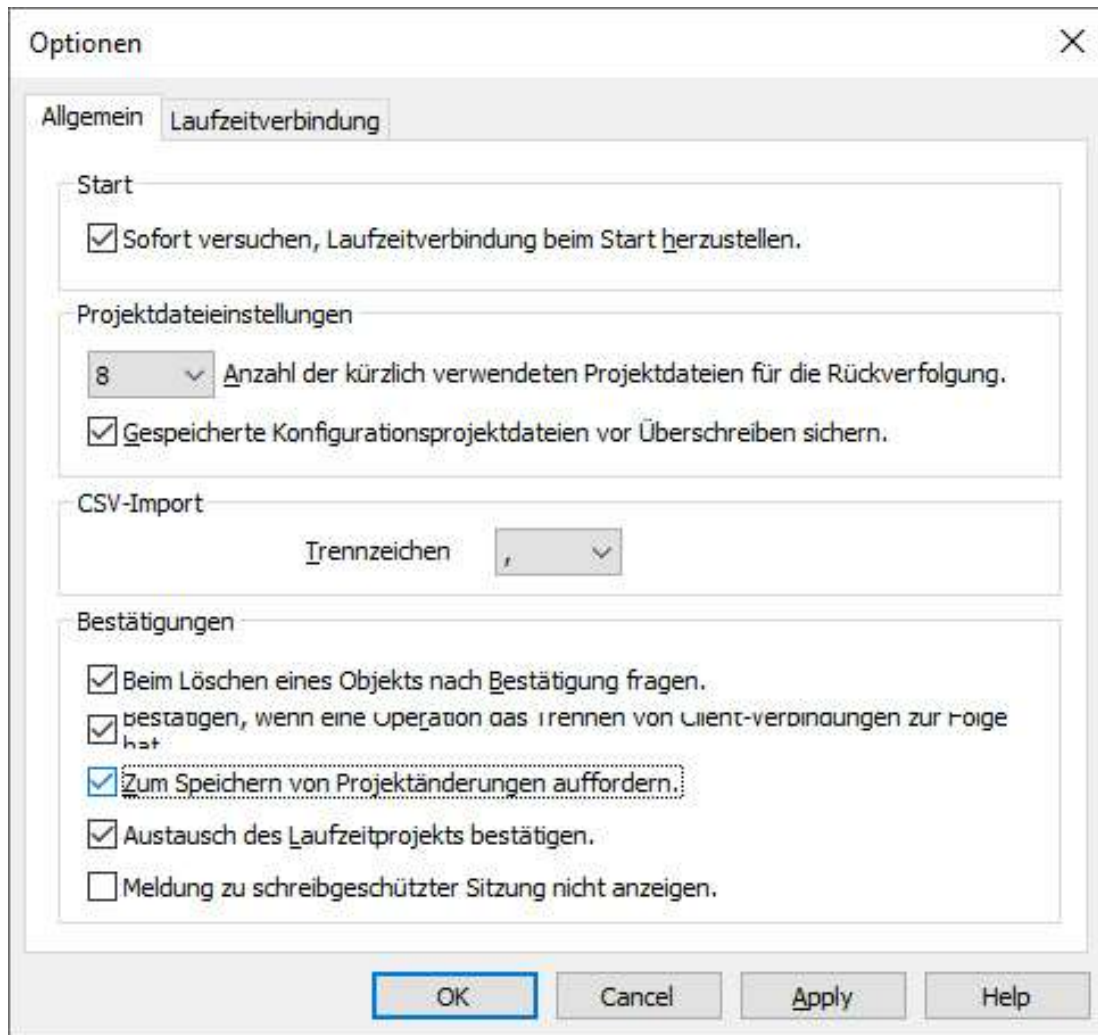 Optionen
Allgemein
Laufzeitverbindung
Start
Sofort versuchen, Laufzeitverbindung beim Start herzustellen.
Projektdateieinstellungen
8
Anzahl der kürzlich verwendeten Projektdateien für die Rückverfolgung.
Gespeicherte Konfigurationsprojektdateien vor Überschreiben sichern.
CSV-Import
Trennzeichen
,
Bestätigungen
Beim Löschen eines Objekts nach Bestätigung fragen.
Bestätigen, wenn eine Operation das Trennen von Client-Verbindungen zur Folge
hat
Zum Speichern von Projektänderungen auffordern.
Austausch des Laufzeitprojekts bestätigen.
Meldung zu schreibgeschützter Sitzung nicht anzeigen.
OK
Cancel
Apply
Help